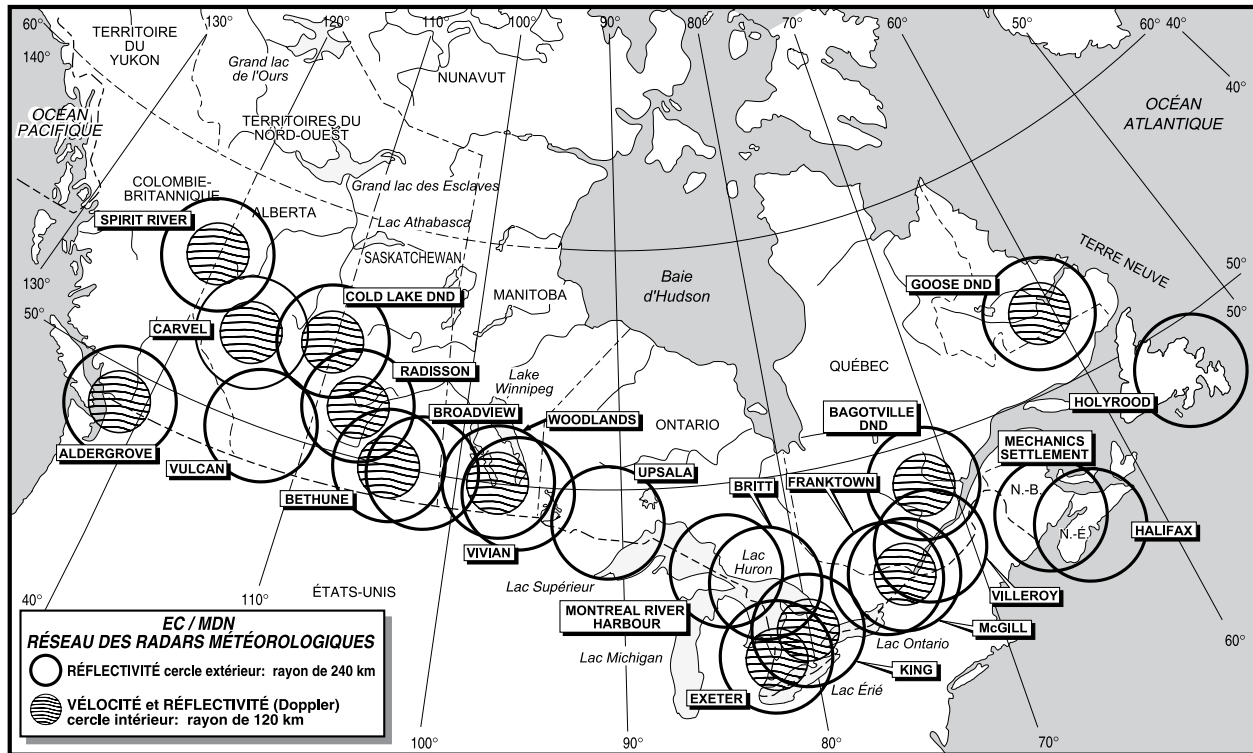 60°
140°
130°
120°
110°
100°
90°
80°
70°
60°
50°
60°
40°
40°
TERRITOIRE
DU
YUKON
Grand lac
de l'Ours
NUNAVUT
OCÉAN
PACIFIQUE
OCÉAN
ATLANTIQUE
TERRITOIRES DU
NORD-OUEST
COLOMBIE-
BRITANNIQUE
Grand lac des Esclaves
ALBERTA
Lac Athabasca
SPIRIT RIVER
SASKATCHEWAN
TERRE NEUVE
Baie
d'Hudson
GOOSE DND
50°
50°
130°
50°
COLD LAKE DND
MANITOBA
CARVEL
QUÉBEC
RADISSON
Lake
Winnipeg
BROADVIEW
WOODLANDS
ONTARIO
BAGOTVILLE
DND
HOLYROOD
ALDERGROVE
VULCAN
MECHANICS
SETTLEMENT
UPSALA
BRITT
FRANKTOWN
BETHUNE
N.-B.
N.-É.
HALIFAX
VIVIAN
Lac
Huron
Lac Supérieur
ÉTATS-UNIS
VILLEROY
MONTREAL RIVER
HARBOUR
McGILL
Lac Ontario
Lac Michigan
KING
Lac Érié
EXETER
40°
110°
60°
100°
90°
80°
70°
EC / MDN
RÉSEAU DES RADARS MÉTÉOROLOGIQUES
RÉFLECTIVITÉ cercle extérieur: rayon de 240 km
VÉLOCITÉ et RÉFLECTIVITÉ (Doppler)
cercle intérieur: rayon de 120 km